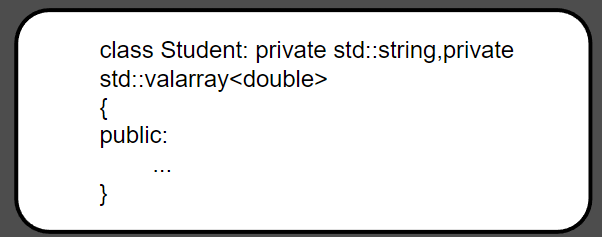 class Student: private std::string,private
std::valarray<double>
{
public:
...
}